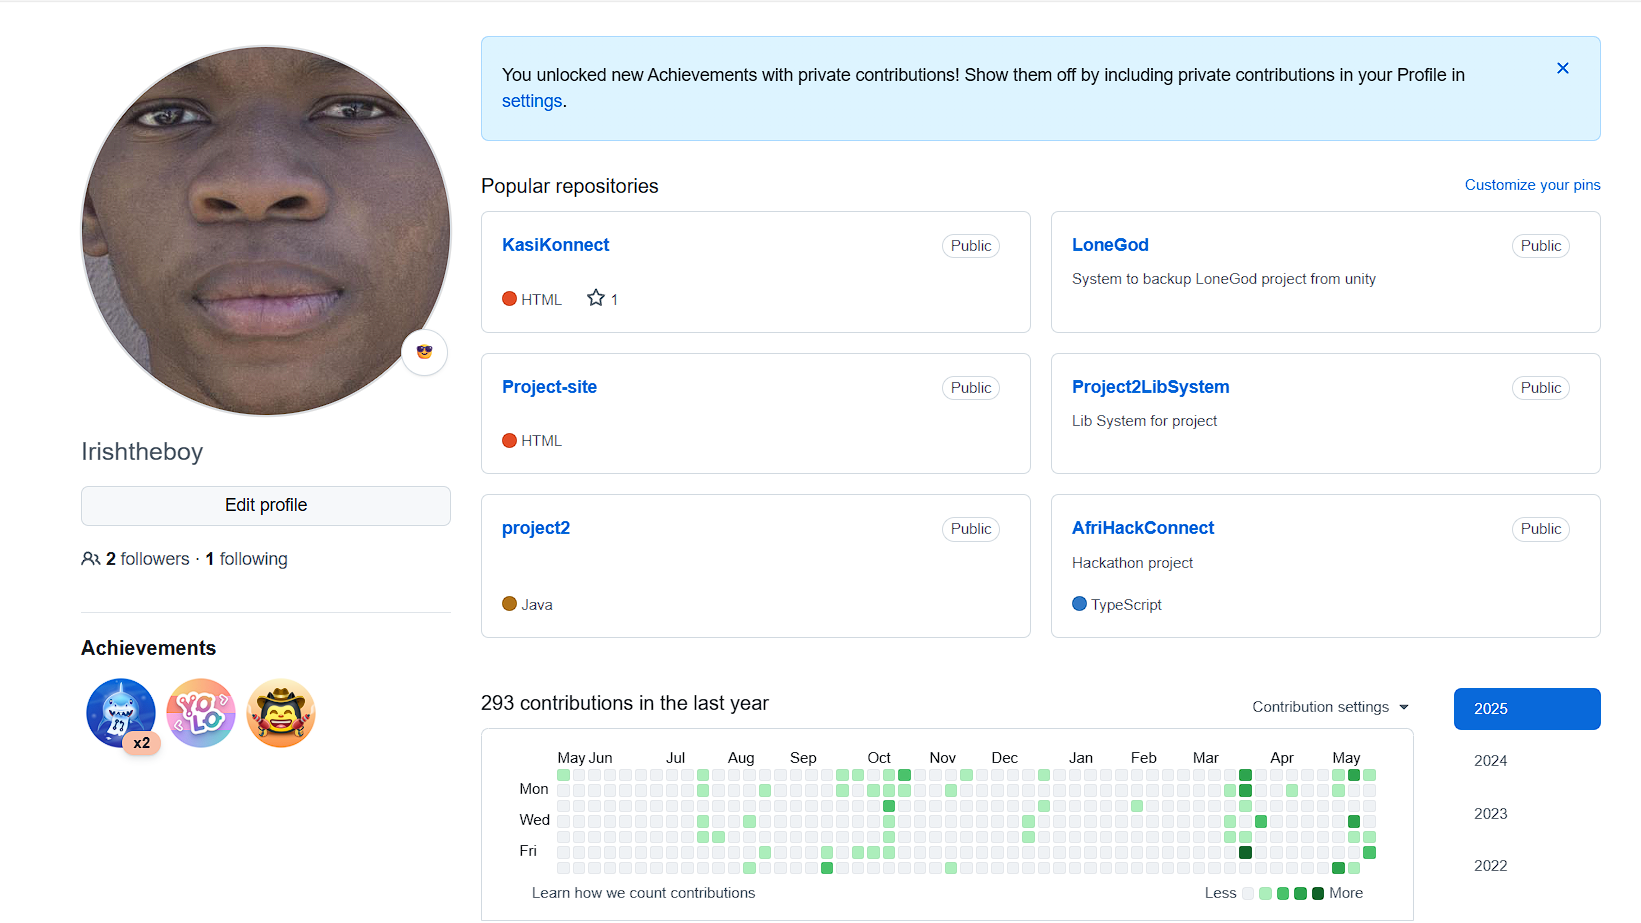 You unlocked new Achievements with private contributions! Show them off by including private contributions in your Profile in
settings.
Popular repositories
Customize your pins
KasiKonnect
Public
HTML
1
LoneGod
Public
System to backup LoneGod project from unity
Project-site
Public
HTML
Project2LibSystem
Public
Lib System for project
project2
Public
Java
AfriHackConnect
Public
Hackathon project
TypeScript
Irishtheboy
Edit profile
2 followers · 1 following
Achievements
x2
YOLO
293 contributions in the last year
Contribution settings
2025
2024
2023
2022
May Jun Jul Aug Sep Oct Nov Dec Jan Feb Mar Apr May
Mon
Wed
Fri
Learn how we count contributions
Less More